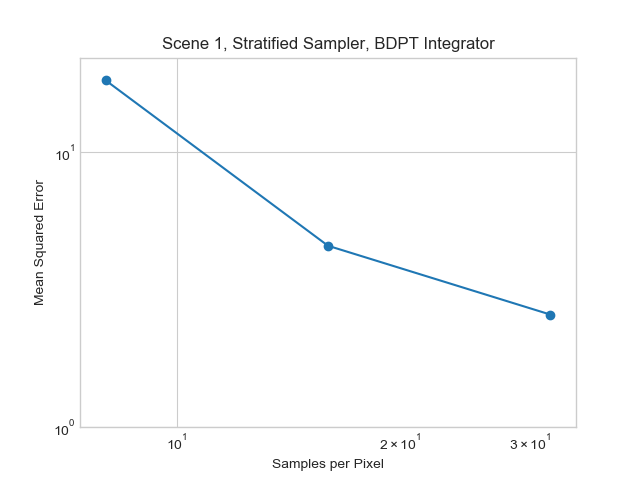 Scene 1, Stratified Sampler, BDPT Integrator
10¹
Mean Squared Error
10⁰
10¹ 2 × 10¹ 3 × 10¹
Samples per Pixel